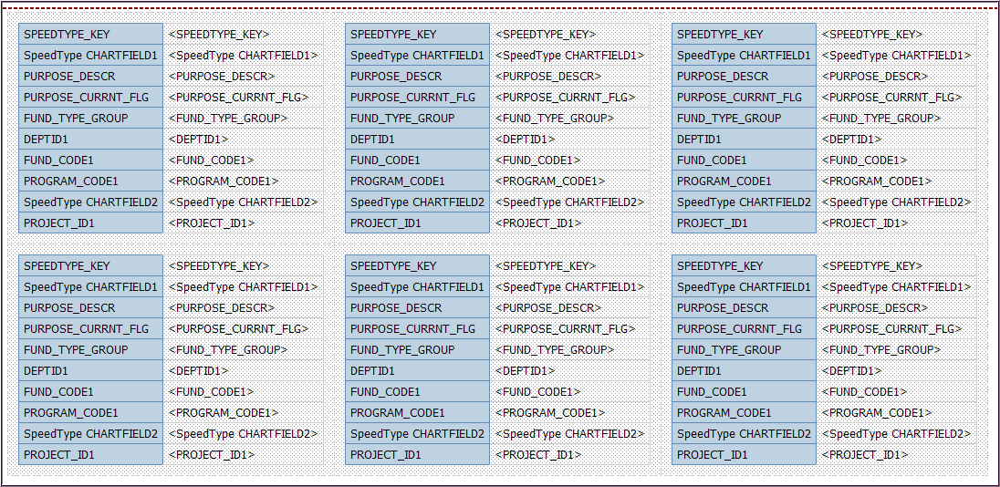 SPEEDTYPE_KEY <SPEEDTYPE_KEY> SPEEDTYPE_KEY <SPEEDTYPE_KEY> SPEEDTYPE_KEY <SPEEDTYPE_KEY>
SpeedType CHARTFIELD1 <SpeedType CHARTFIELD1> SpeedType CHARTFIELD1 <SpeedType CHARTFIELD1> SpeedType CHARTFIELD1 <SpeedType CHARTFIELD1>
PURPOSE_DESCR <PURPOSE_DESCR> PURPOSE_DESCR <PURPOSE_DESCR> PURPOSE_DESCR <PURPOSE_DESCR>
PURPOSE_CURRNT_FLG <PURPOSE_CURRNT_FLG> PURPOSE_CURRNT_FLG <PURPOSE_CURRNT_FLG> PURPOSE_CURRNT_FLG <PURPOSE_CURRNT_FLG>
FUND_TYPE_GROUP <FUND_TYPE_GROUP> FUND_TYPE_GROUP <FUND_TYPE_GROUP> FUND_TYPE_GROUP <FUND_TYPE_GROUP>
DEPTID1 <DEPTID1> DEPTID1 <DEPTID1> DEPTID1 <DEPTID1>
FUND_CODE1 <FUND_CODE1> FUND_CODE1 <FUND_CODE1> FUND_CODE1 <FUND_CODE1>
PROGRAM_CODE1 <PROGRAM_CODE1> PROGRAM_CODE1 <PROGRAM_CODE1> PROGRAM_CODE1 <PROGRAM_CODE1>
SpeedType CHARTFIELD2 <SpeedType CHARTFIELD2> SpeedType CHARTFIELD2 <SpeedType CHARTFIELD2> SpeedType CHARTFIELD2 <SpeedType CHARTFIELD2>
PROJECT_ID1 <PROJECT_ID1> PROJECT_ID1 <PROJECT_ID1> PROJECT_ID1 <PROJECT_ID1>
SPEEDTYPE_KEY <SPEEDTYPE_KEY> SPEEDTYPE_KEY <SPEEDTYPE_KEY> SPEEDTYPE_KEY <SPEEDTYPE_KEY>
SpeedType CHARTFIELD1 <SpeedType CHARTFIELD1> SpeedType CHARTFIELD1 <SpeedType CHARTFIELD1> SpeedType CHARTFIELD1 <SpeedType CHARTFIELD1>
PURPOSE_DESCR <PURPOSE_DESCR> PURPOSE_DESCR <PURPOSE_DESCR> PURPOSE_DESCR <PURPOSE_DESCR>
PURPOSE_CURRNT_FLG <PURPOSE_CURRNT_FLG> PURPOSE_CURRNT_FLG <PURPOSE_CURRNT_FLG> PURPOSE_CURRNT_FLG <PURPOSE_CURRNT_FLG>
FUND_TYPE_GROUP <FUND_TYPE_GROUP> FUND_TYPE_GROUP <FUND_TYPE_GROUP> FUND_TYPE_GROUP <FUND_TYPE_GROUP>
DEPTID1 <DEPTID1> DEPTID1 <DEPTID1> DEPTID1 <DEPTID1>
FUND_CODE1 <FUND_CODE1> FUND_CODE1 <FUND_CODE1> FUND_CODE1 <FUND_CODE1>
PROGRAM_CODE1 <PROGRAM_CODE1> PROGRAM_CODE1 <PROGRAM_CODE1> PROGRAM_CODE1 <PROGRAM_CODE1>
SpeedType CHARTFIELD2 <SpeedType CHARTFIELD2> SpeedType CHARTFIELD2 <SpeedType CHARTFIELD2> SpeedType CHARTFIELD2 <SpeedType CHARTFIELD2>
PROJECT_ID1 <PROJECT_ID1> PROJECT_ID1 <PROJECT_ID1> PROJECT_ID1 <PROJECT_ID1>